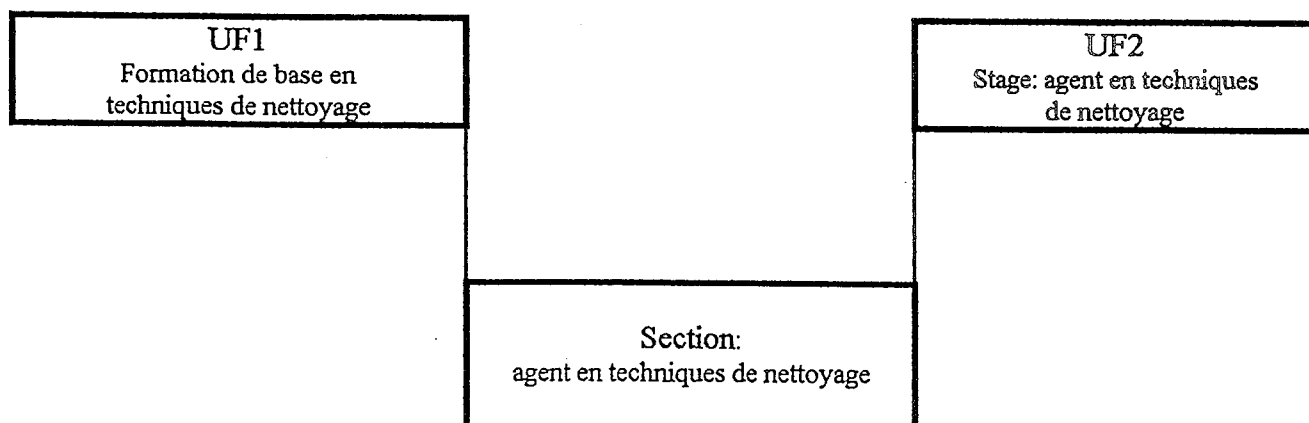 UF1
Formation de base en
techniques de nettoyage
UF2
Stage: agent en techniques
de nettoyage
Section:
agent en techniques de nettoyage